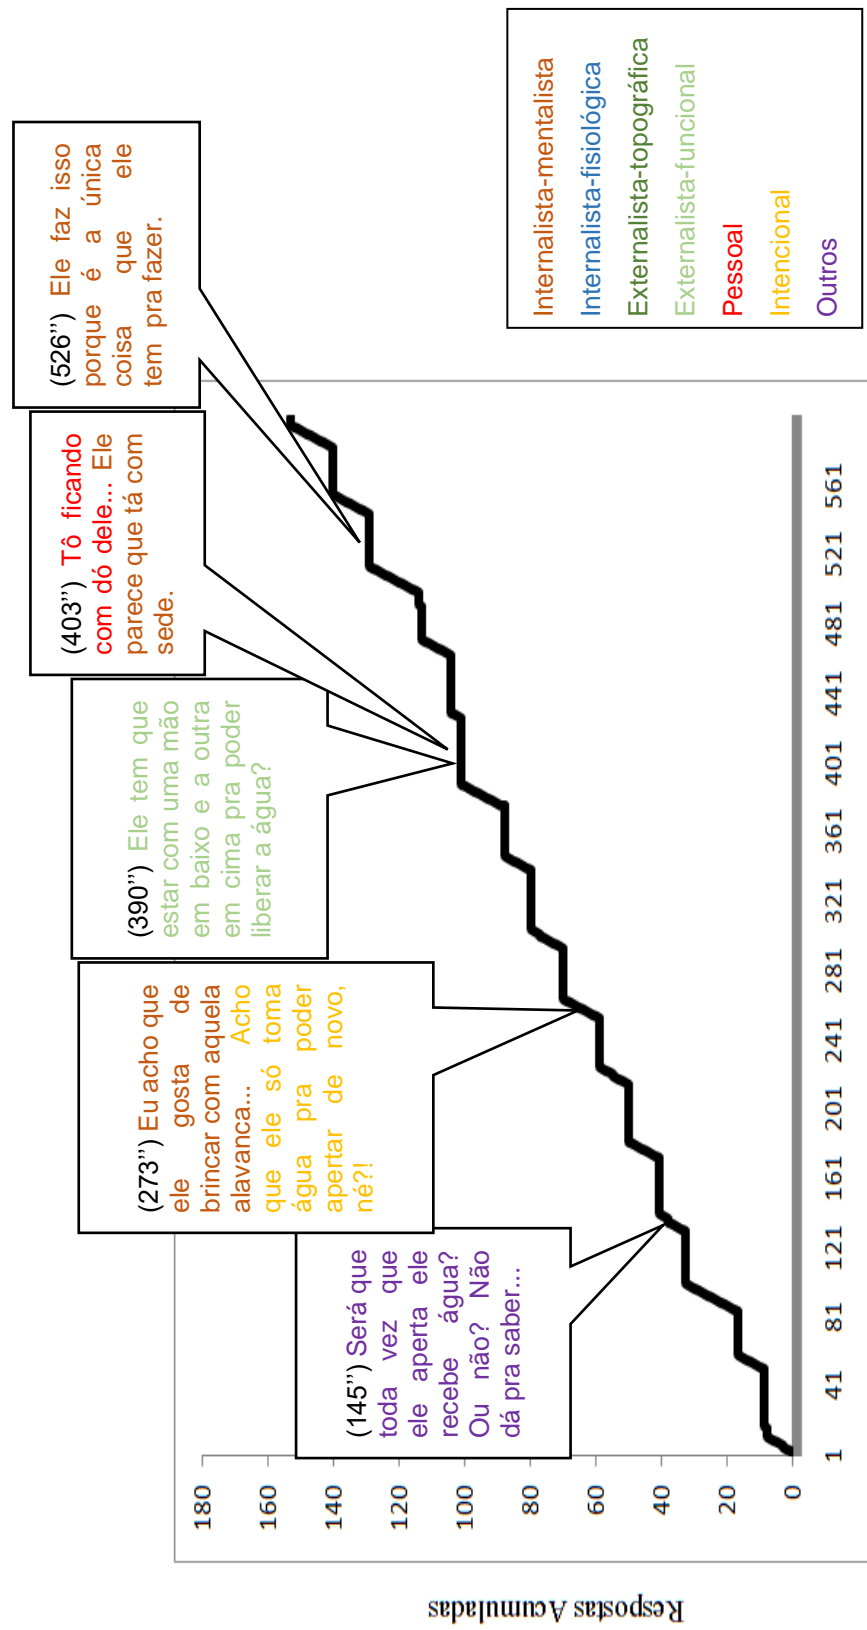 (145”) Será que
toda vez que
ele aperta ele
recebe água?
Ou não? Não
dá pra saber...
(273”) Eu acho que
ele gosta de
brincar com aquela
alavanca... Acho
que ele só toma
água pra poder
apertar de novo,
né?!
(390”) Ele tem que
estar com uma mão
em baixo e a outra
em cima pra poder
liberar a água?
(403”) Tô ficando
com dó dele... Ele
parece que tá com
sede.
(526”) Ele faz isso
porque é a única
coisa que ele
tem pra fazer.
Respostas Acumuladas
180
160
140
120
100
80
60
40
20
0
1 41 81 121 161 201 241 281 321 361 401 441 481 521 561
Internalista-mentalista
Internalista-fisiológica
Externalista-topográfica
Externalista-funcional
Pessoal
Intencional
Outros